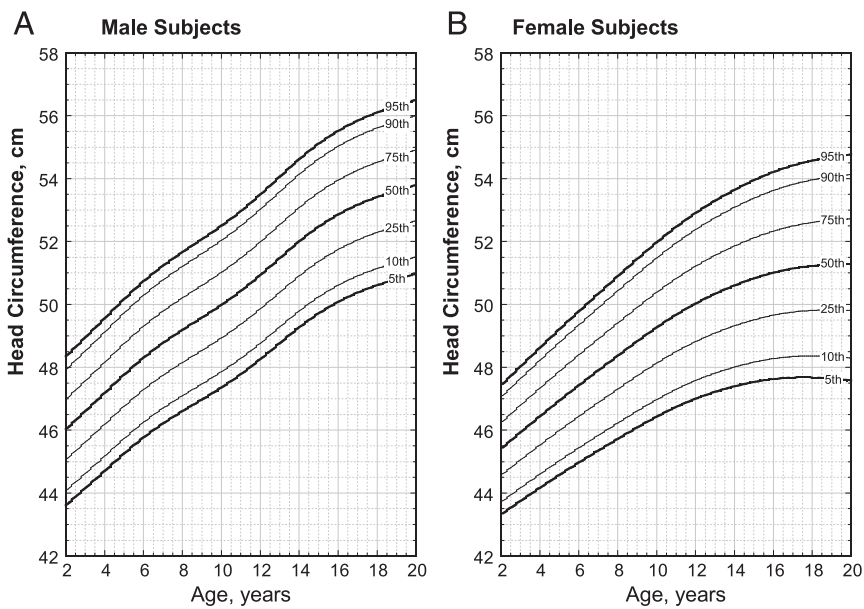 A Male Subjects
Head Circumference, cm
58
56
54
52
50
48
46
44
42
95th
90th
75th
50th
25th
10th
5th
2 4 6 8 10 12 14 16 18 20
Age, years
B Female Subjects
Head Circumference, cm
58
56
54
52
50
48
46
44
42
95th
90th
75th
50th
25th
10th
5th
2 4 6 8 10 12 14 16 18 20
Age, years